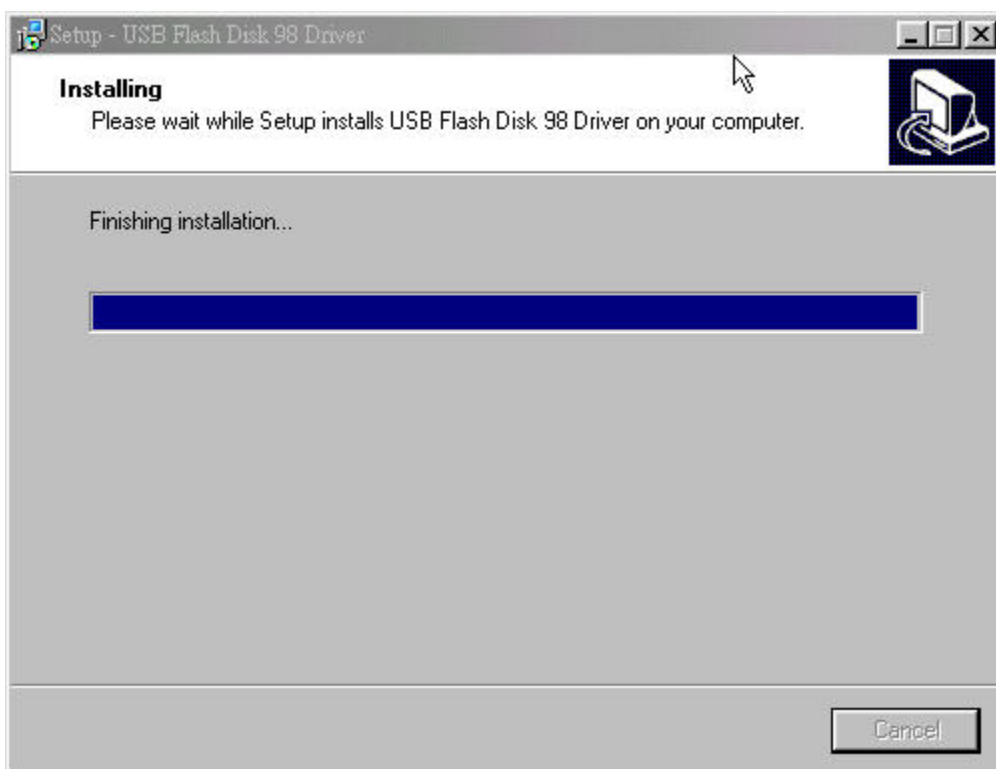 Setup - USB Flash Disk 98 Driver
Installing
Please wait while Setup installs USB Flash Disk 98 Driver on your computer.
Finishing installation...
Cancel